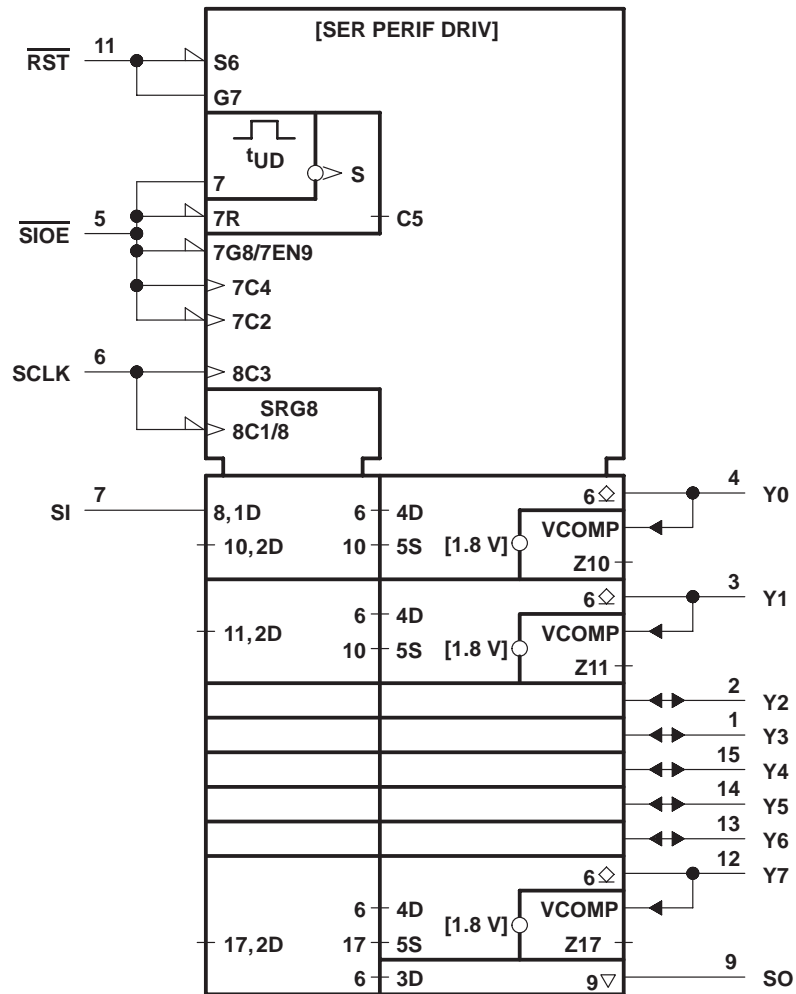 [SER PERIF DRIV]
RST 11 S6
G7
tUD
S
7
SIOE 5 7R C5
7G8/7EN9
7C4
7C2
SCLK 6 8C3
SRG8
8C1/8
6 4 Y0
SI 7 8,1D 6 4D VCOMP
10,2D 10 5S [1.8 V] Z10
6 3 Y1
11,2D 6 4D VCOMP
10 5S [1.8 V] Z11
2 Y2
1 Y3
15 Y4
14 Y5
13 Y6
6 12 Y7
6 4D VCOMP
17,2D 17 5S [1.8 V] Z17
6 3D 9 9 SO